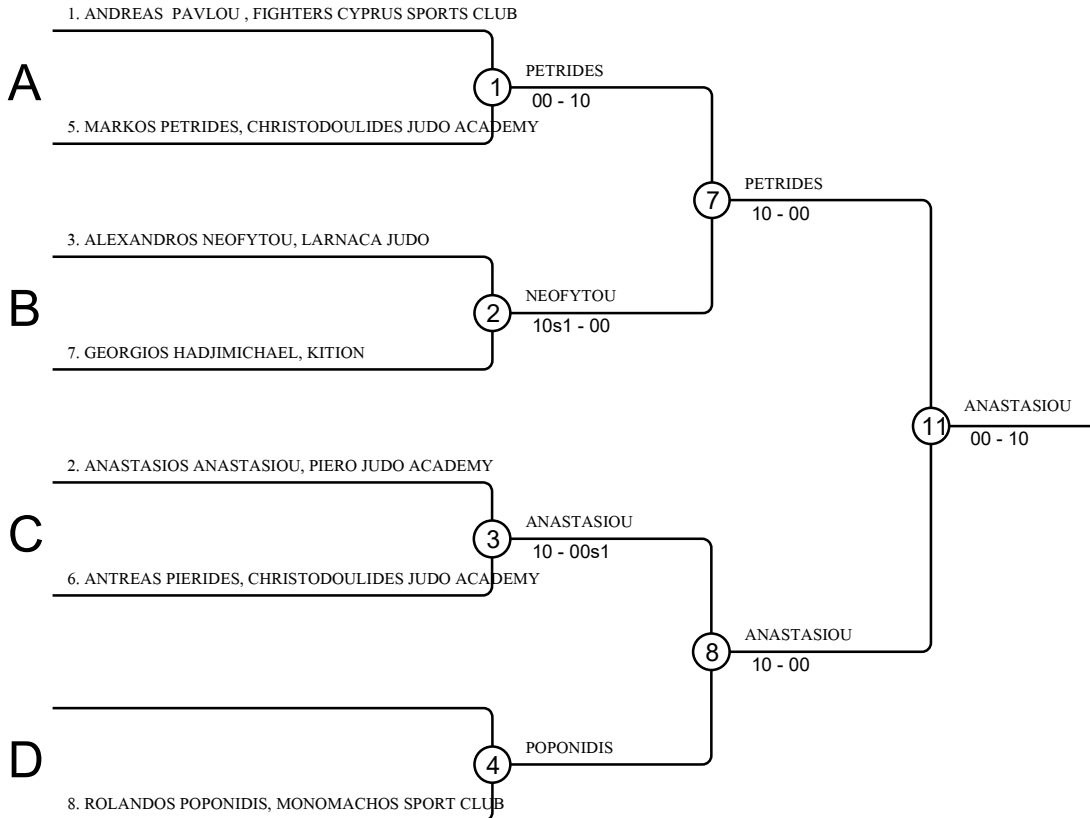 1. ANDREAS PAVLOU , FIGHTERS CYPRUS SPORTS CLUB
A
1
PETRIDES
00 - 10
5. MARKOS PETRIDES, CHRISTODOULIDES JUDO ACADEMY
7
PETRIDES
10 - 00
3. ALEXANDROS NEOFYTOU, LARNACA JUDO
B
2
NEOFYTOU
10s1 - 00
7. GEORGIOS HADJIMICHAEL, KITION
11
ANASTASIOU
00 - 10
2. ANASTASIOS ANASTASIOU, PIERO JUDO ACADEMY
C
3
ANASTASIOU
10 - 00s1
6. ANTREAS PIERIDES, CHRISTODOULIDES JUDO ACADEMY
8
ANASTASIOU
10 - 00
D
4
POPONIDIS
8. ROLANDOS POPONIDIS, MONOMACHOS SPORT CLUB